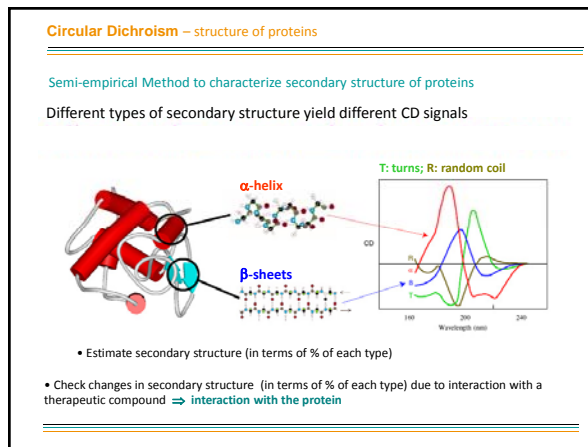 Circular Dichroism – structure of proteins
Semi-empirical Method to characterize secondary structure of proteins
Different types of secondary structure yield different CD signals
T: turns; R: random coil
α-helix
CD
R
α
B
T
β-sheets
160 200 240
Wavelength (nm)
• Estimate secondary structure (in terms of % of each type)
• Check changes in secondary structure (in terms of % of each type) due to interaction with a
therapeutic compound ⇒ interaction with the protein